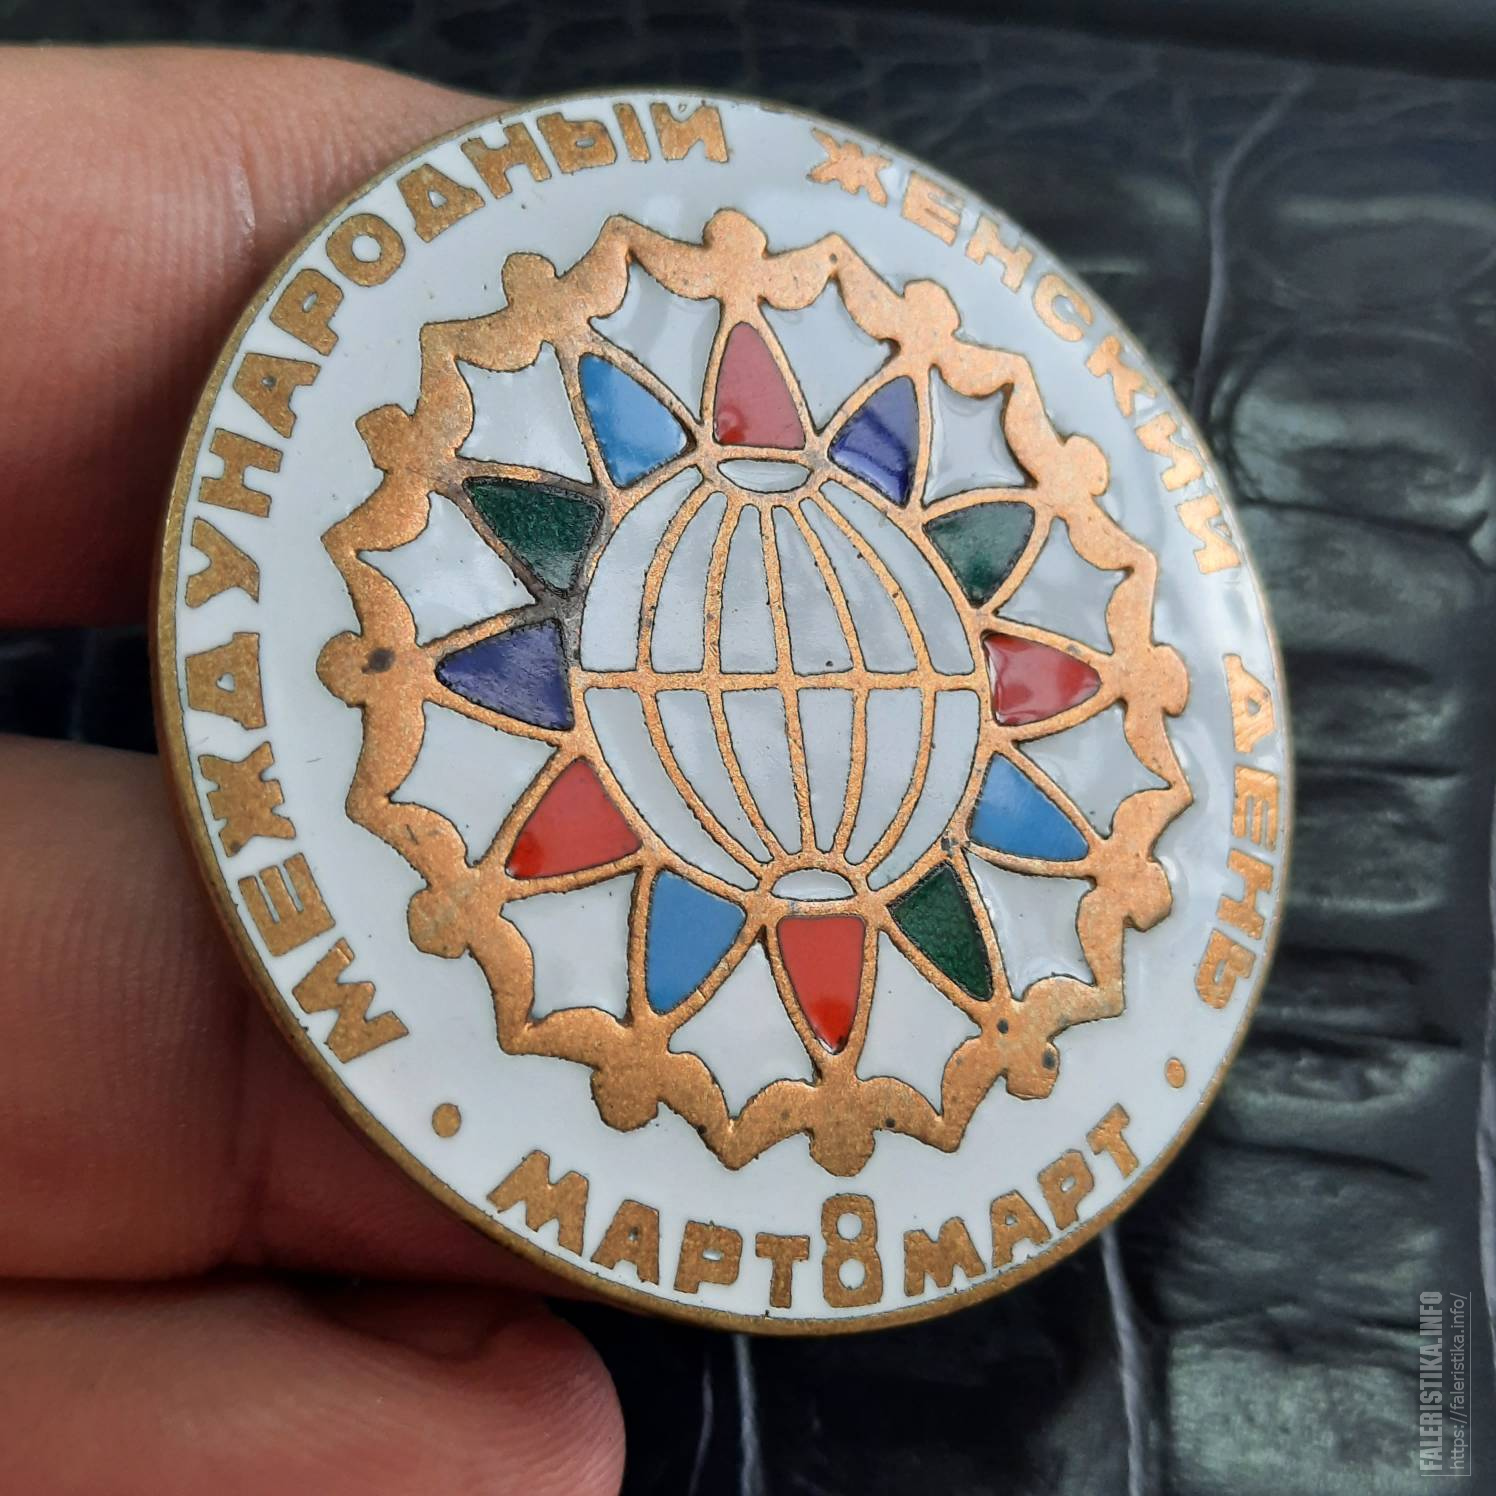 МЕЖДУНАРОДНЫЙ ЖЕНСКИЙ ДЕНЬ
• МАРТ 8 МАРТ •
FALERISTIKA.INFO
https://faleristika.info/